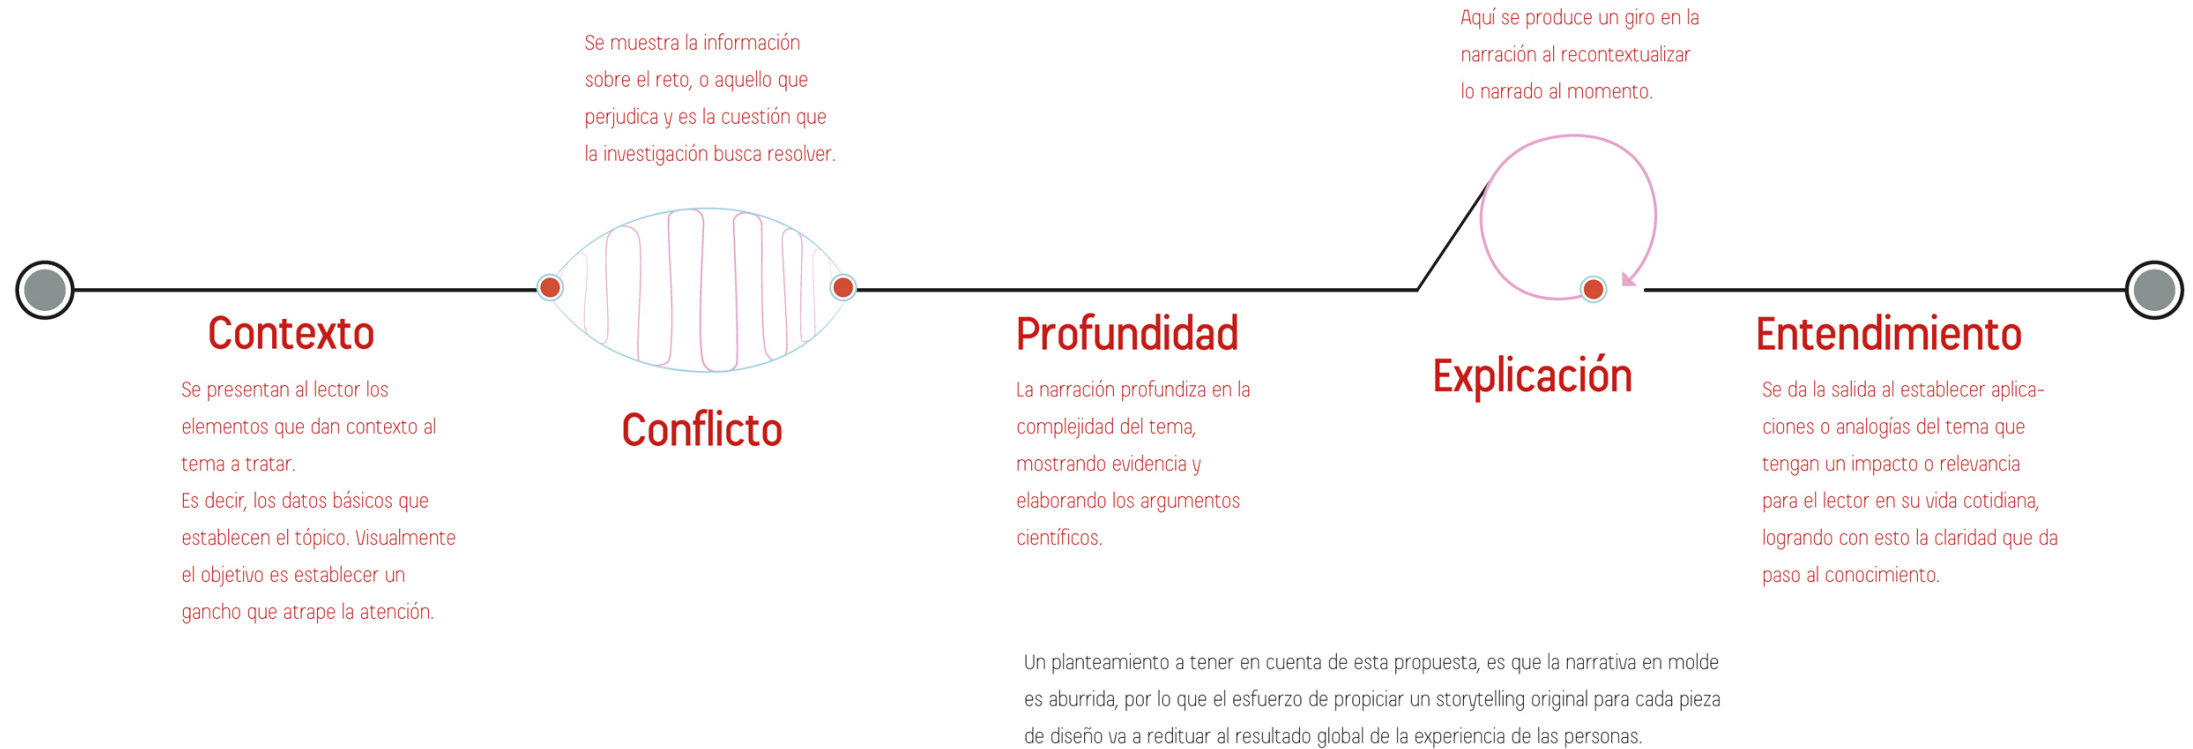 Contexto
Se presentan al lector los
elementos que dan contexto al
tema a tratar.
Es decir, los datos básicos que
establecen el tópico. Visualmente
el objetivo es establecer un
gancho que atrape la atención.
Se muestra la información
sobre el reto, o aquello que
perjudica y es la cuestión que
la investigación busca resolver.
Conflicto
Profundidad
La narración profundiza en la
complejidad del tema,
mostrando evidencia y
elaborando los argumentos
científicos.
Aquí se produce un giro en la
narración al recontextualizar
lo narrado al momento.
Explicación
Entendimiento
Se da la salida al establecer aplica-
ciones o analogías del tema que
tengan un impacto o relevancia
para el lector en su vida cotidiana,
logrando con esto la claridad que da
paso al conocimiento.
Un planteamiento a tener en cuenta de esta propuesta, es que la narrativa en molde
es aburrida, por lo que el esfuerzo de propiciar un storytelling original para cada pieza
de diseño va a redituar al resultado global de la experiencia de las personas.